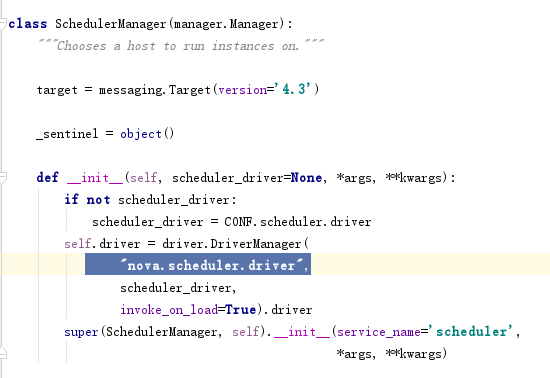 class SchedulerManager(manager.Manager):
"""Chooses a host to run instances on."""
target = messaging.Target(version='4.3')
_sentinel = object()
def __init__(self, scheduler_driver=None, *args, **kwargs):
if not scheduler_driver:
scheduler_driver = CONF.scheduler.driver
self.driver = driver.DriverManager(
"nova.scheduler.driver",
scheduler_driver,
invoke_on_load=True).driver
super(SchedulerManager, self).__init__(service_name='scheduler',
*args, **kwargs)